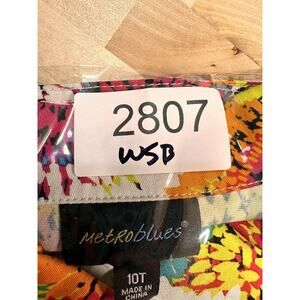 2807
WSB
metroblues®
10T
MADE IN
CHINA